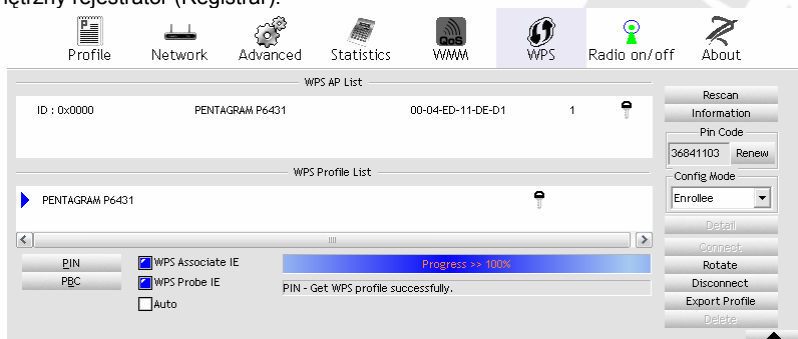 ętrzny rejestrator (Registrar).
Profile Network Advanced Statistics WMM WPS Radio on/off About
QoS
WPS AP List
ID : 0x0000 PENTAGRAM P6431 00-04-ED-11-DE-D1 1
Rescan
Information
Pin Code
36841103 Renew
WPS Profile List
Config Mode
PENTAGRAM P6431
Enrollee
Detail
Connect
PIN WPS Associate IE Progress >> 100% Rotate
PBC WPS Probe IE PIN - Get WPS profile successfully. Disconnect
Auto Export Profile
Delete